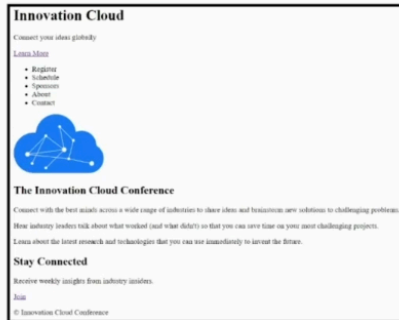 Innovation Cloud
Connect your ideas globally
Learn More
Register
Schedule
Sponsors
About
Contact
The Innovation Cloud Conference
Connect with the best minds across a wide range of industries to share ideas and brainstorm new solutions to challenging problems.
Hear industry leaders talk about what worked (and what didn't) so that you can save time on your most challenging projects.
Learn about the latest research and technologies that you can use immediately to invent the future.
Stay Connected
Receive weekly insights from industry insiders.
Join
© Innovation Cloud Conference